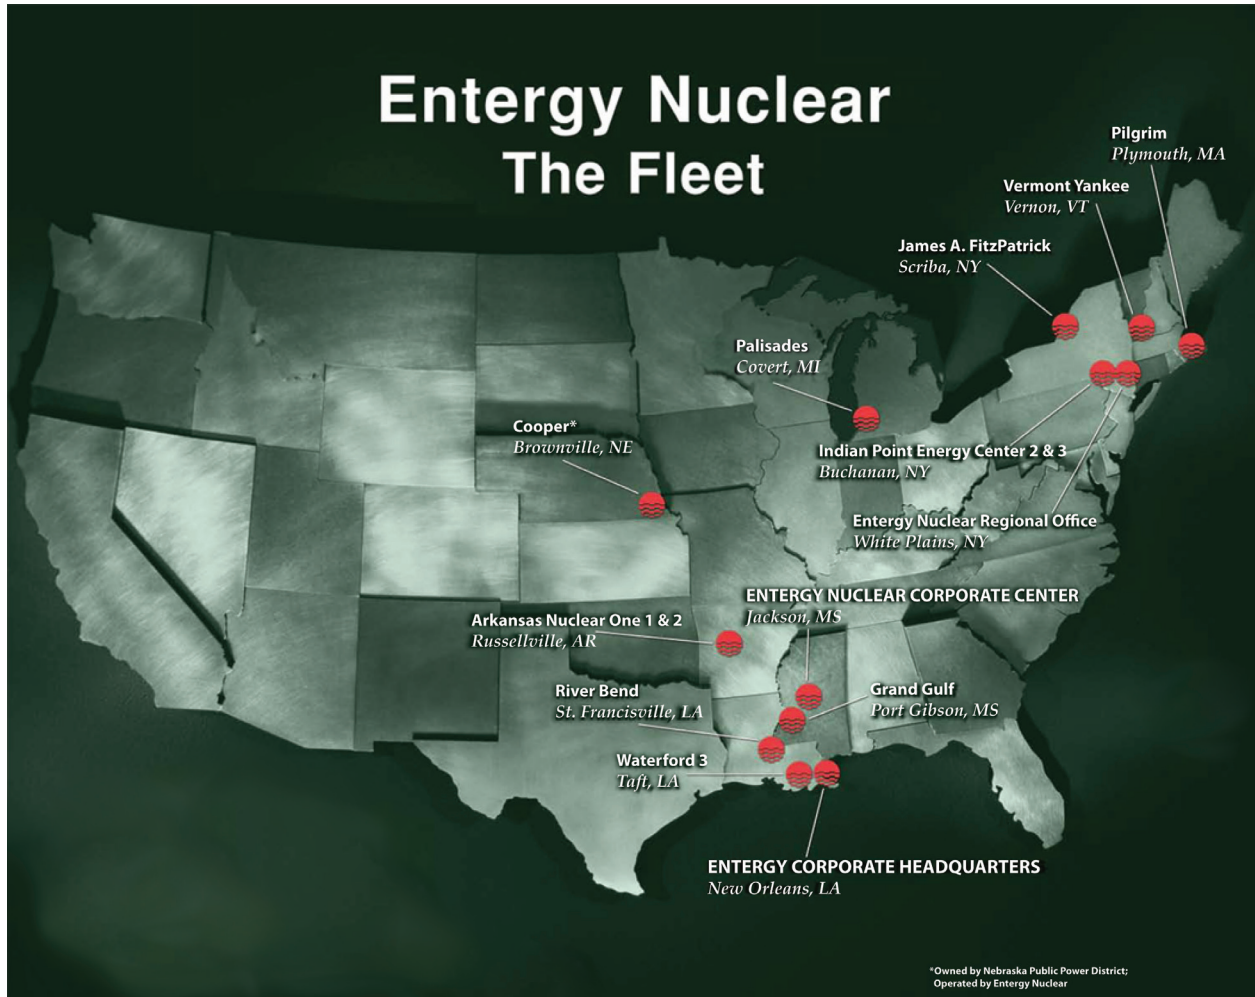 Entergy Nuclear
The Fleet
Pilgrim
Plymouth, MA
Vermont Yankee
Vernon, VT
James A. FitzPatrick
Scriba, NY
Palisades
Covert, MI
Cooper*
Brownville, NE
Indian Point Energy Center 2 & 3
Buchanan, NY
Entergy Nuclear Regional Office
White Plains, NY
ENTERGY NUCLEAR CORPORATE CENTER
Jackson, MS
Arkansas Nuclear One 1 & 2
Russellville, AR
River Bend
St. Francisville, LA
Grand Gulf
Port Gibson, MS
Waterford 3
Taft, LA
ENTERGY CORPORATE HEADQUARTERS
New Orleans, LA
*Owned by Nebraska Public Power District;
Operated by Entergy Nuclear